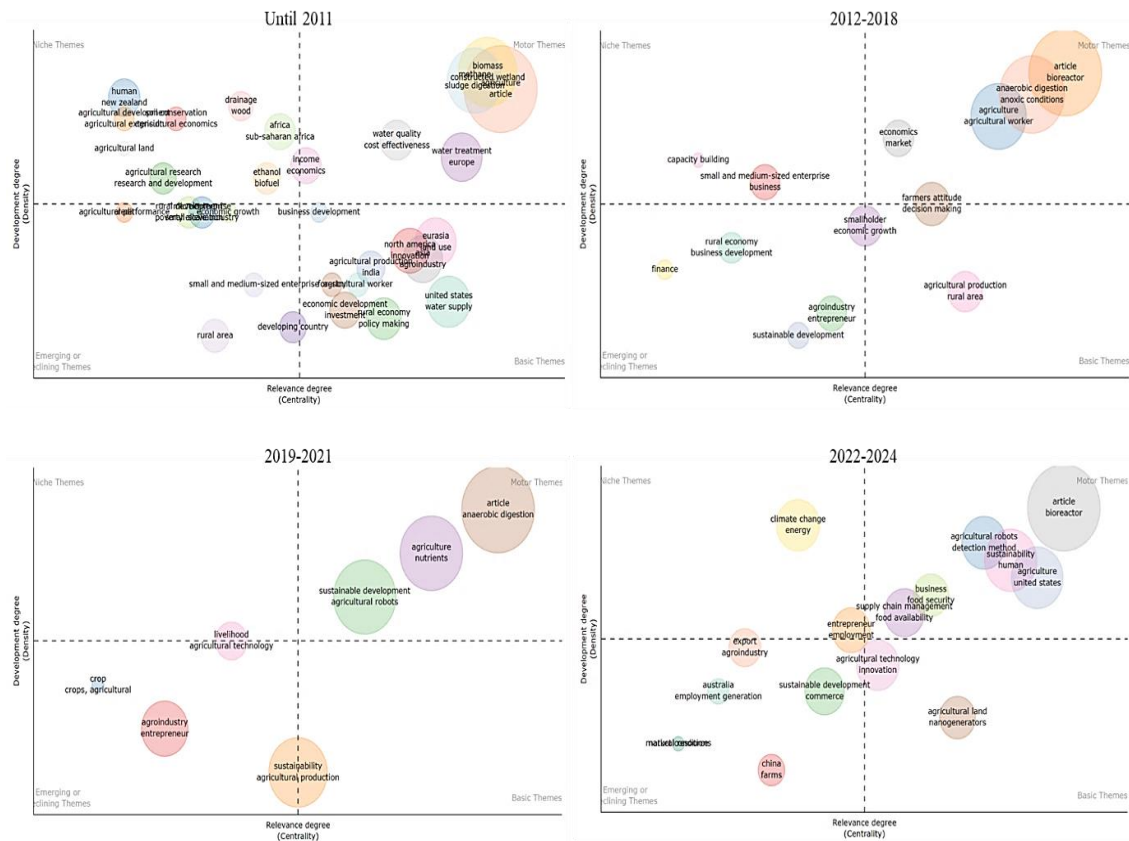 Until 2011
Niche Themes
Motor Themes
biomass
methane
constructed wetland
sludge digestion
agriculture
article
human
new zealand
agricultural development
agricultural economics
drainage
wood
africa
sub-saharan africa
water quality
cost effectiveness
water treatment
europe
agricultural land
income
economics
agricultural research
research and development
ethanol
biofuel
economic growth
business development
eurasia
land use
north america
innovation
agroindustry
agricultural production
india
small and medium-sized enterprise
agricultural worker
united states
water supply
economic development
investment
rural economy
policy making
developing country
rural area
Emerging or
clining Themes
Basic Themes
Relevance degree
(Centrality)
Development degree
(Density)
2012-2018
Niche Themes
Motor Themes
article
bioreactor
anaerobic digestion
anoxic conditions
agriculture
agricultural worker
economics
market
capacity building
small and medium-sized enterprise
business
farmers attitude
decision making
smallholder
economic growth
rural economy
business development
finance
agricultural production
rural area
agroindustry
entrepreneur
sustainable development
Emerging or
clining Themes
Basic Themes
Relevance degree
(Centrality)
Development degree
(Density)
2019-2021
Niche Themes
Motor Themes
article
anaerobic digestion
agriculture
nutrients
sustainable development
agricultural robots
livelihood
agricultural technology
crop
crops, agricultural
agroindustry
entrepreneur
sustainability
agricultural production
Emerging or
clining Themes
Basic Themes
Relevance degree
(Centrality)
Development degree
(Density)
2022-2024
Niche Themes
Motor Themes
article
bioreactor
climate change
energy
agricultural robots
detection method
sustainability
human
agriculture
united states
business
food security
supply chain management
food availability
entrepreneur
employment
export
agroindustry
agricultural technology
innovation
australia
employment generation
sustainable development
commerce
agricultural land
nanogenerators
china
farms
Emerging or
clining Themes
Basic Themes
Relevance degree
(Centrality)
Development degree
(Density)